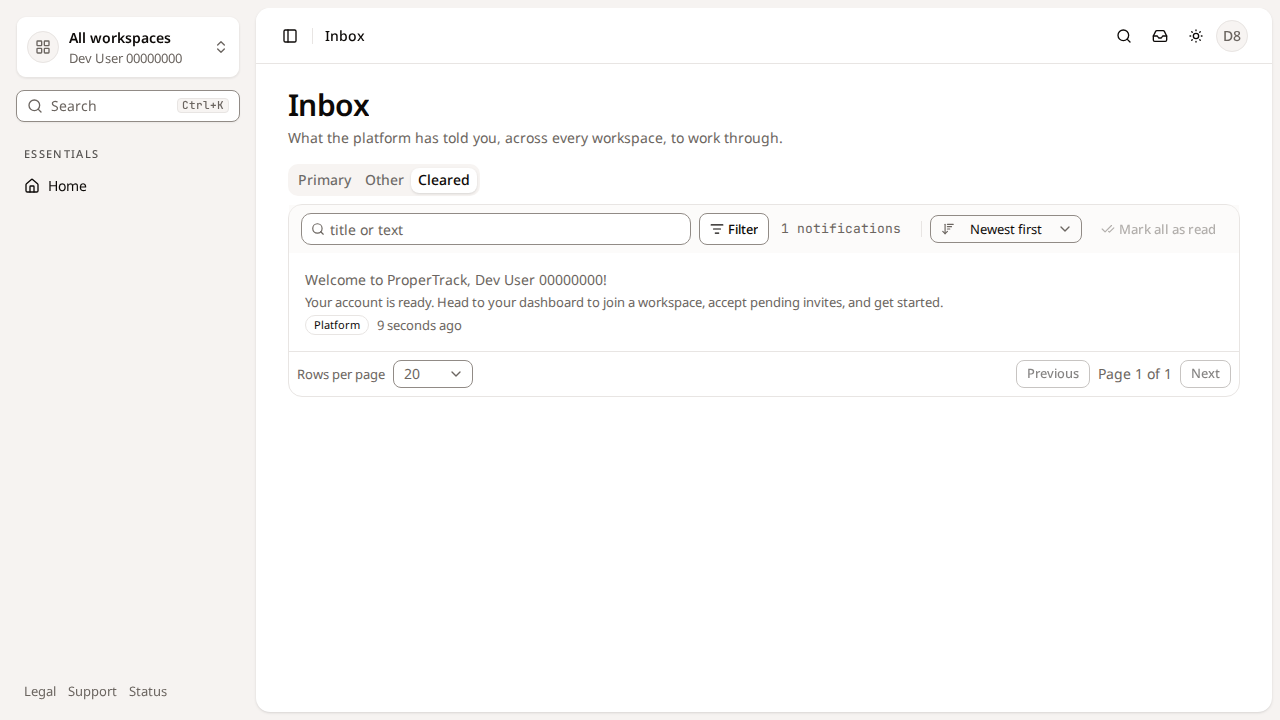 All workspaces
Dev User 00000000
Search
Ctrl+K
ESSENTIALS
Home
Legal Support Status
Inbox
D8
Inbox
What the platform has told you, across every workspace, to work through.
Primary Other Cleared
title or text
Filter
1 notifications
Newest first
Mark all as read
Welcome to ProperTrack, Dev User 00000000!
Your account is ready. Head to your dashboard to join a workspace, accept pending invites, and get started.
Platform 9 seconds ago
Rows per page 20
Previous Page 1 of 1 Next